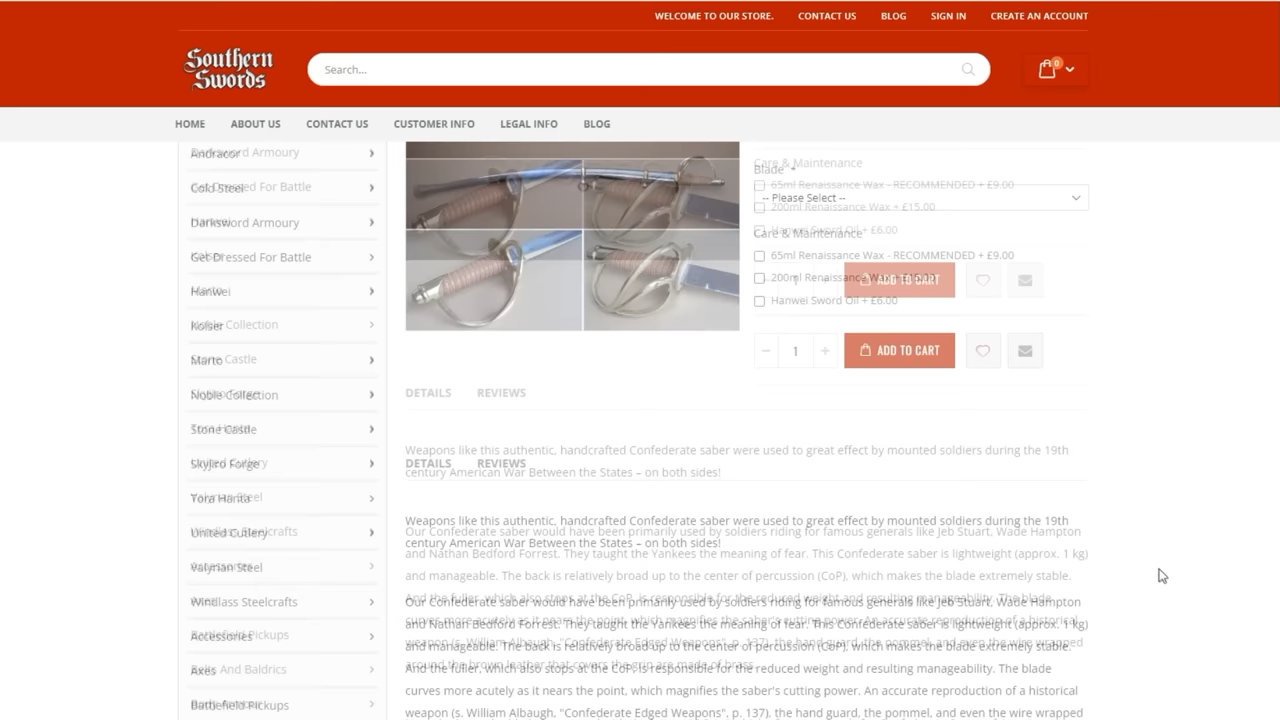 WELCOME TO OUR STORE. CONTACT US BLOG SIGN IN CREATE AN ACCOUNT
Southern
Swords
Search...
0
HOME ABOUT US CONTACT US CUSTOMER INFO LEGAL INFO BLOG
Andracor
Cold Steel
Darksword Armoury
Get Dressed For Battle
Hanwei
Kolser
Marto
Noble Collection
Stone Castle
Skyjiro Forge
Tora Hanta
United Cutlery
Valyrian Steel
Windlass Steelcrafts
Accessories
Axes
Battlefield Pickups
Blade *
-- Please Select --
Care & Maintenance
65ml Renaissance Wax - RECOMMENDED + £9.00
200ml Renaissance Wax + £15.00
Hanwei Sword Oil + £6.00
1 ADD TO CART
DETAILS REVIEWS
Weapons like this authentic, handcrafted Confederate saber were used to great effect by mounted soldiers during the 19th
century American War Between the States – on both sides!
Our Confederate saber would have been primarily used by soldiers riding for famous generals like Jeb Stuart, Wade Hampton
and Nathan Bedford Forrest. They taught the Yankees the meaning of fear. This Confederate saber is lightweight (approx. 1 kg)
and manageable. The back is relatively broad up to the center of percussion (CoP), which makes the blade extremely stable.
And the fuller, which also stops at the CoP, is responsible for the reduced weight and resulting manageability. The blade
curves more acutely as it nears the point, which magnifies the saber's cutting power. An accurate reproduction of a historical
weapon (s. William Albaugh, "Confederate Edged Weapons", p. 137), the hand guard, the pommel, and even the wire wrapped